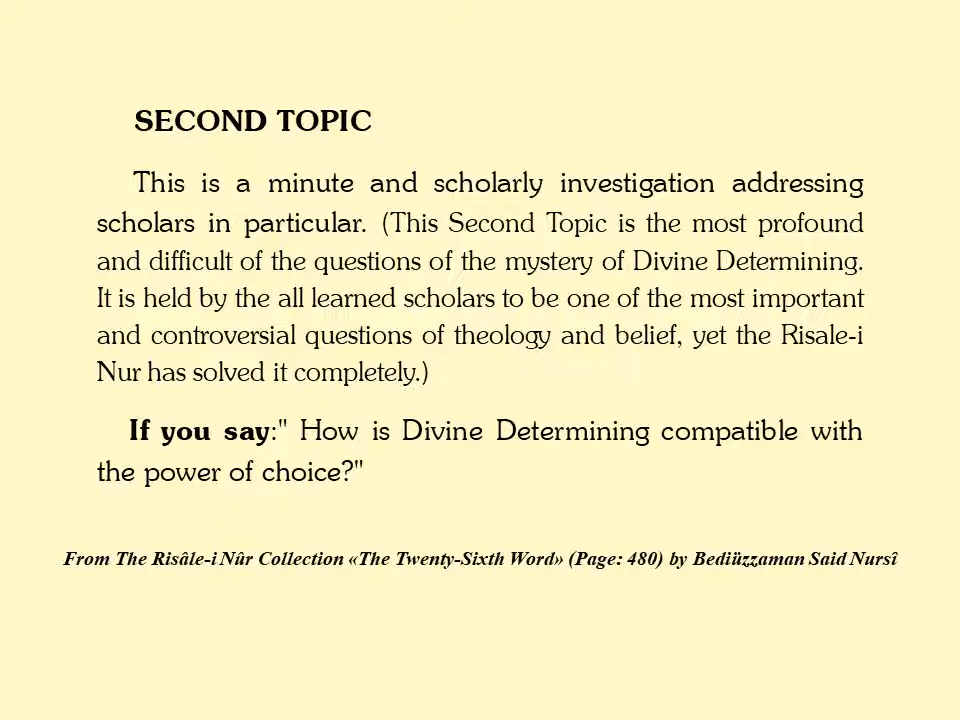 SECOND TOPIC
This is a minute and scholarly investigation addressing
scholars in particular. (This Second Topic is the most profound
and difficult of the questions of the mystery of Divine Determining.
It is held by the all learned scholars to be one of the most important
and controversial questions of theology and belief, yet the Risale-i
Nur has solved it completely.)
If you say:" How is Divine Determining compatible with
the power of choice?"
From The Risâle-i Nûr Collection «The Twenty-Sixth Word» (Page: 480) by Bediüzzaman Said Nursî